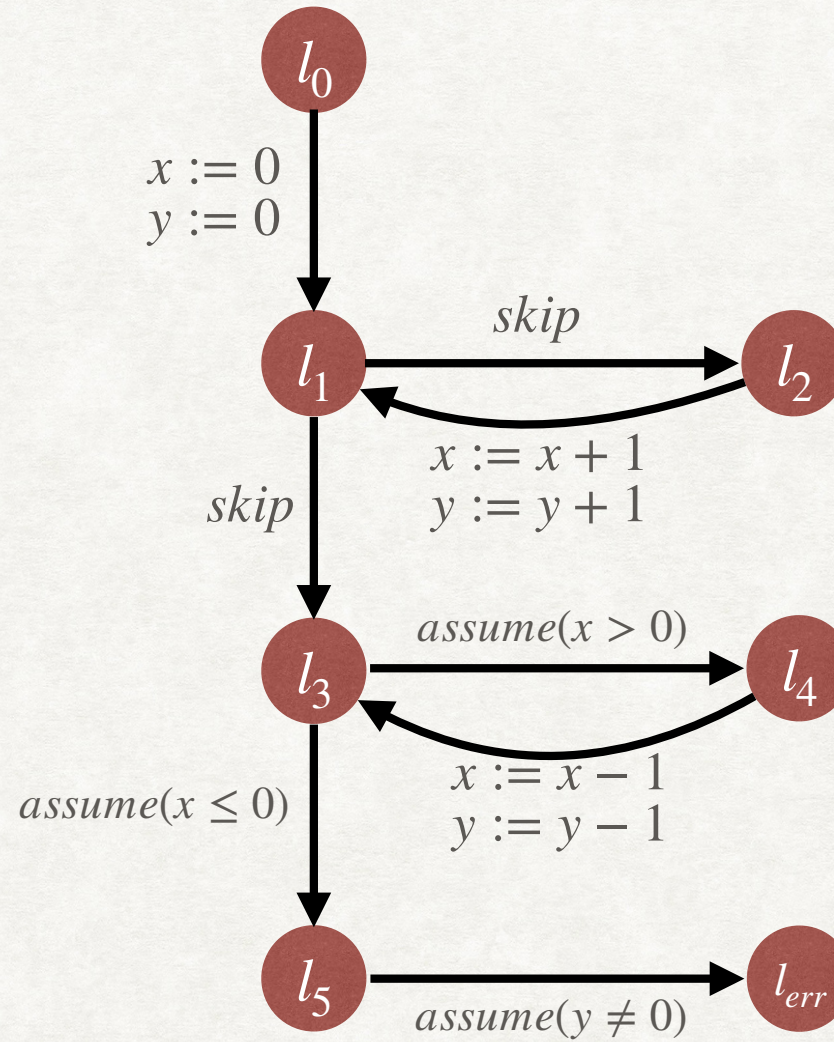 l₀
x := 0
y := 0
skip
l₁
l₂
x := x + 1
y := y + 1
skip
assume(x > 0)
l₃
l₄
x := x − 1
y := y − 1
assume(x ≤ 0)
l₅
l_err
assume(y ≠ 0)